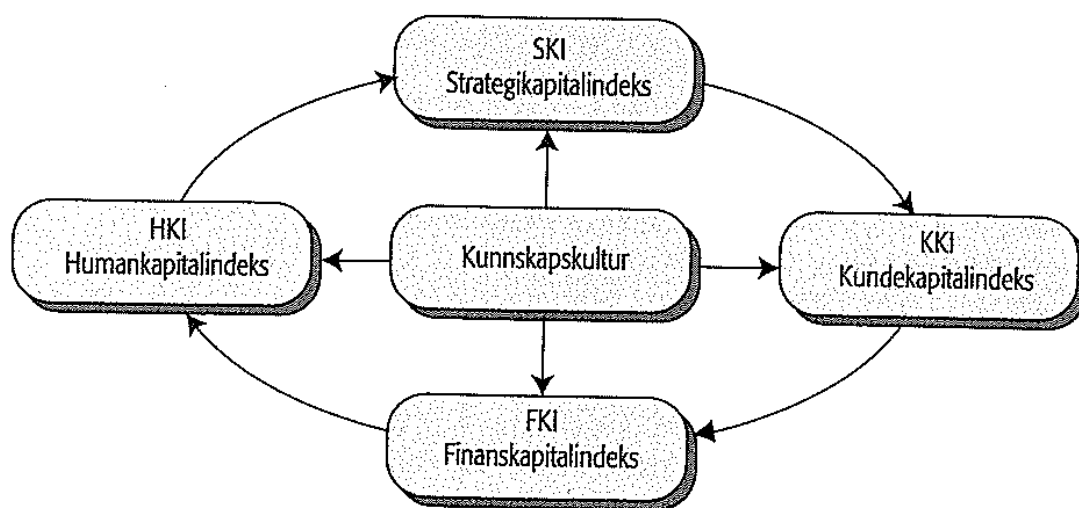 SKI
Strategikapitalindeks
HKI
Humankapitalindeks
Kunnskapskultur
KKI
Kundekapitalindeks
FKI
Finanskapitalindeks